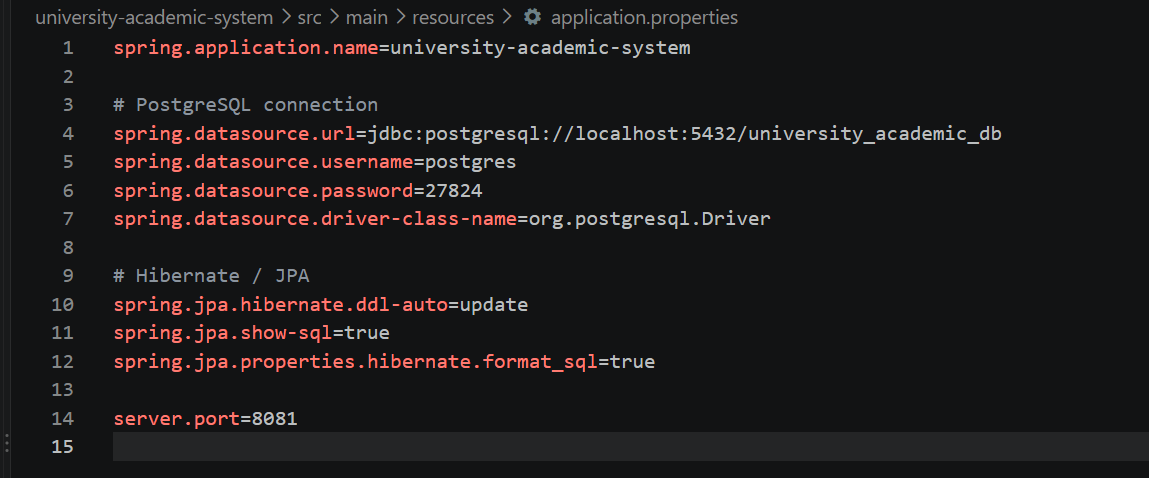 university-academic-system > src > main > resources > application.properties
1 spring.application.name=university-academic-system
2
3 # PostgreSQL connection
4 spring.datasource.url=jdbc:postgresql://localhost:5432/university_academic_db
5 spring.datasource.username=postgres
6 spring.datasource.password=27824
7 spring.datasource.driver-class-name=org.postgresql.Driver
8
9 # Hibernate / JPA
10 spring.jpa.hibernate.ddl-auto=update
11 spring.jpa.show-sql=true
12 spring.jpa.properties.hibernate.format_sql=true
13
14 server.port=8081
15